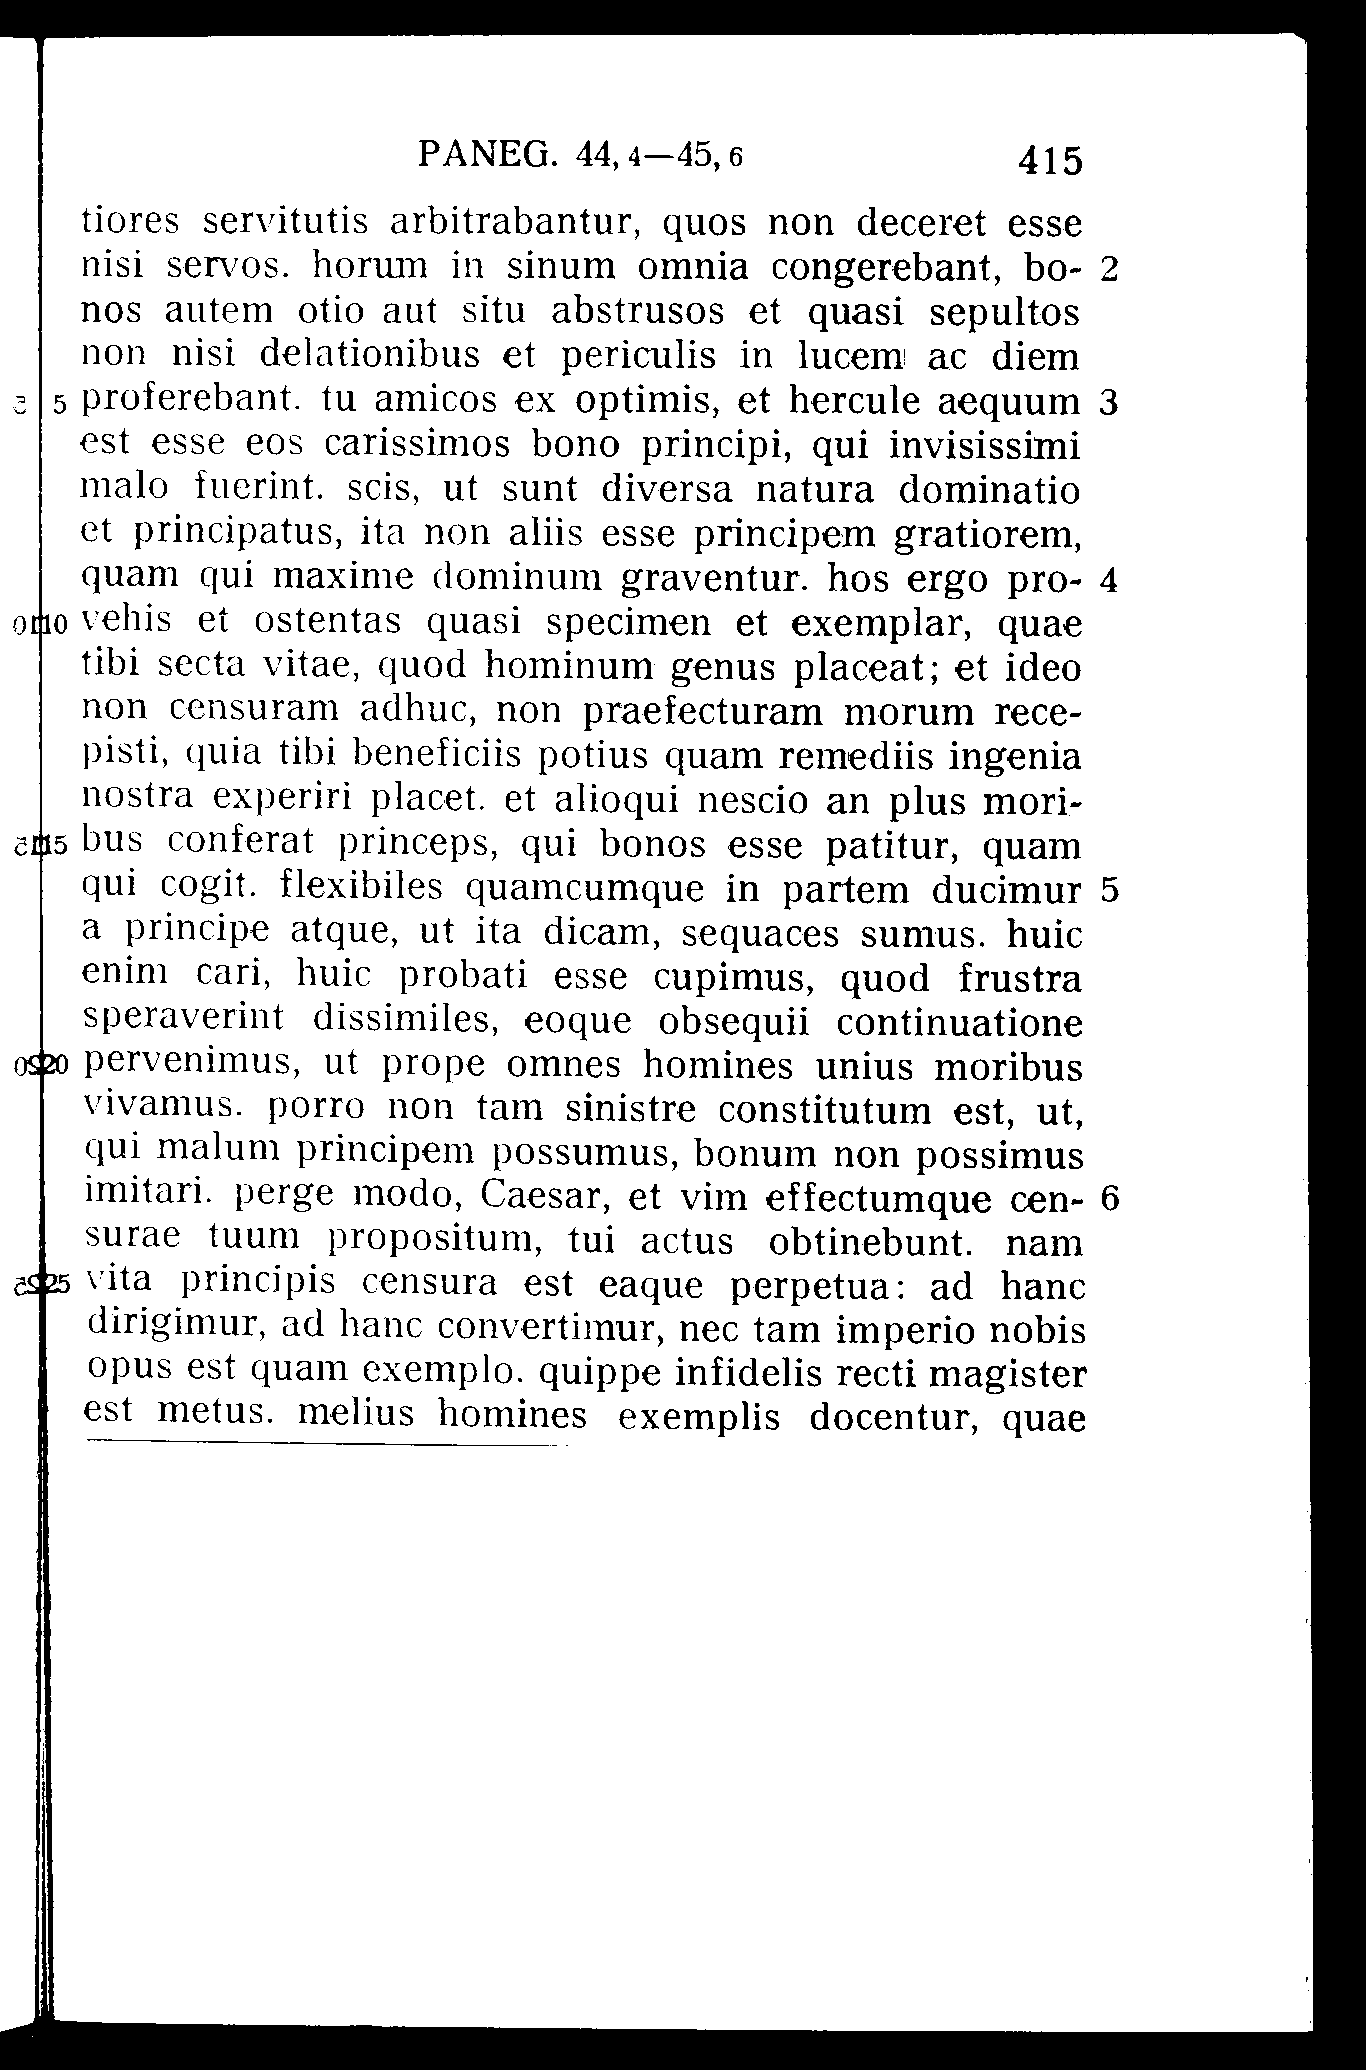 PANEG. 44, 4—45, 6 415
tiores servitutis arbitrabantur, quos non deceret esse
nisi servos. horum in sinum omnia congerebant, bo- 2
nos autem otio aut situ abstrusos et quasi sepultos
non nisi delationibus et periculis in lucem ac diem
5 proferebant. tu amicos ex optimis, et hercule aequum 3
est esse eos carissimos bono principi, qui invisissimi
malo fuerint. scis, ut sunt diversa natura dominatio
et principatus, ita non aliis esse principem gratiorem,
quam qui maxime dominum graventur. hos ergo pro- 4
10 vehis et ostentas quasi specimen et exemplar, quae
tibi secta vitae, quod hominum genus placeat; et ideo
non censuram adhuc, non praefecturam morum rece-
pisti, quia tibi beneficiis potius quam remediis ingenia
nostra experiri placet. et alioqui nescio an plus mori-
15 bus conferat princeps, qui bonos esse patitur, quam
qui cogit. flexibiles quamcumque in partem ducimur 5
a principe atque, ut ita dicam, sequaces sumus. huic
enim cari, huic probati esse cupimus, quod frustra
speraverint dissimiles, eoque obsequii continuatione
20 pervenimus, ut prope omnes homines unius moribus
vivamus. porro non tam sinistre constitutum est, ut,
qui malum principem possumus, bonum non possimus
imitari. perge modo, Caesar, et vim effectumque cen- 6
surae tuum propositum, tui actus obtinebunt. nam
25 vita principis censura est eaque perpetua: ad hanc
dirigimur, ad hanc convertimur, nec tam imperio nobis
opus est quam exemplo. quippe infidelis recti magister
est metus. melius homines exemplis docentur, quae